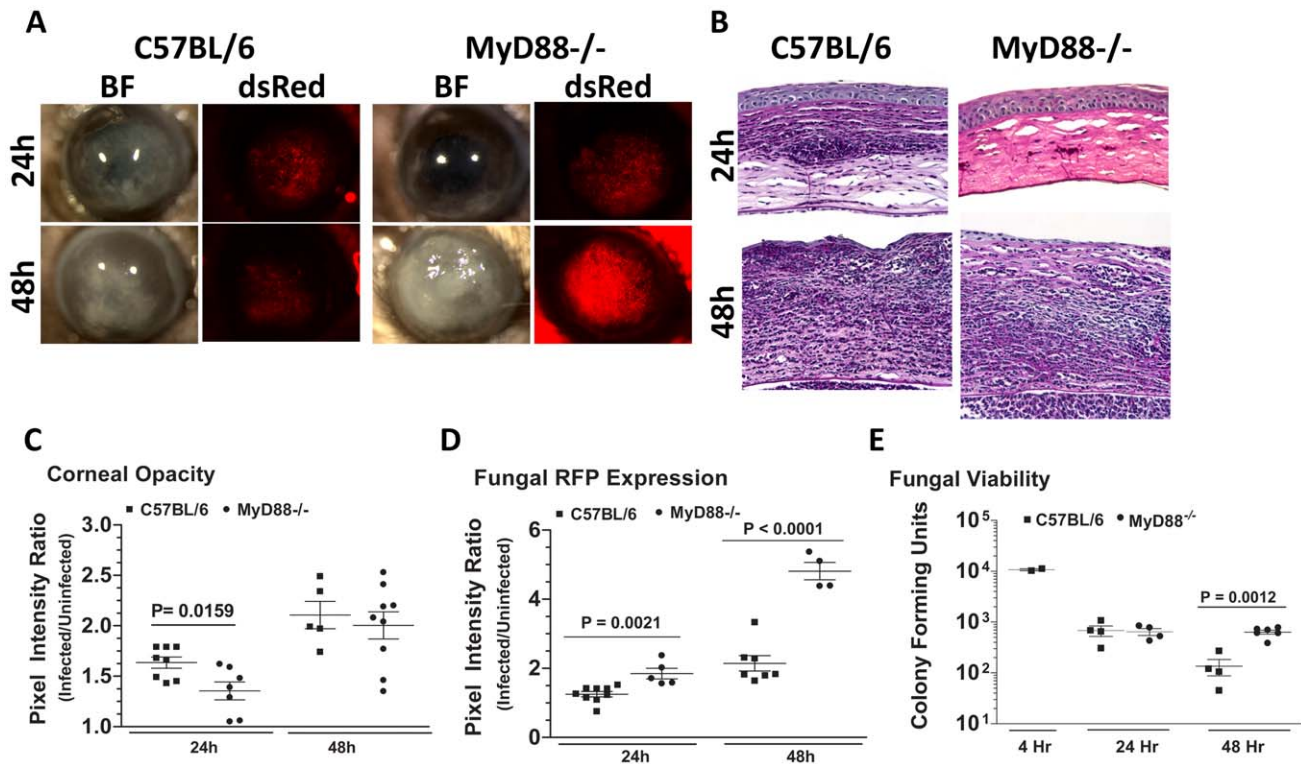 A
C57BL/6 MyD88-/-
BF dsRed BF dsRed
24h
48h
B
C57BL/6 MyD88-/-
24h
48h
C
Corneal Opacity
C57BL/6 MyD88-/-
Pixel Intensity Ratio
(Infected/Uninfected)
3.0
2.5
2.0
1.5
1.0
P= 0.0159
24h 48h
D
Fungal RFP Expression
C57BL/6 MyD88-/-
Pixel Intensity Ratio
(Infected/Uninfected)
6
4
2
0
P = 0.0021
P < 0.0001
24h 48h
E
Fungal Viability
C57BL/6 MyD88-/-
Colony Forming Units
10⁵
10⁴
10³
10²
10¹
P = 0.0012
4 Hr 24 Hr 48 Hr